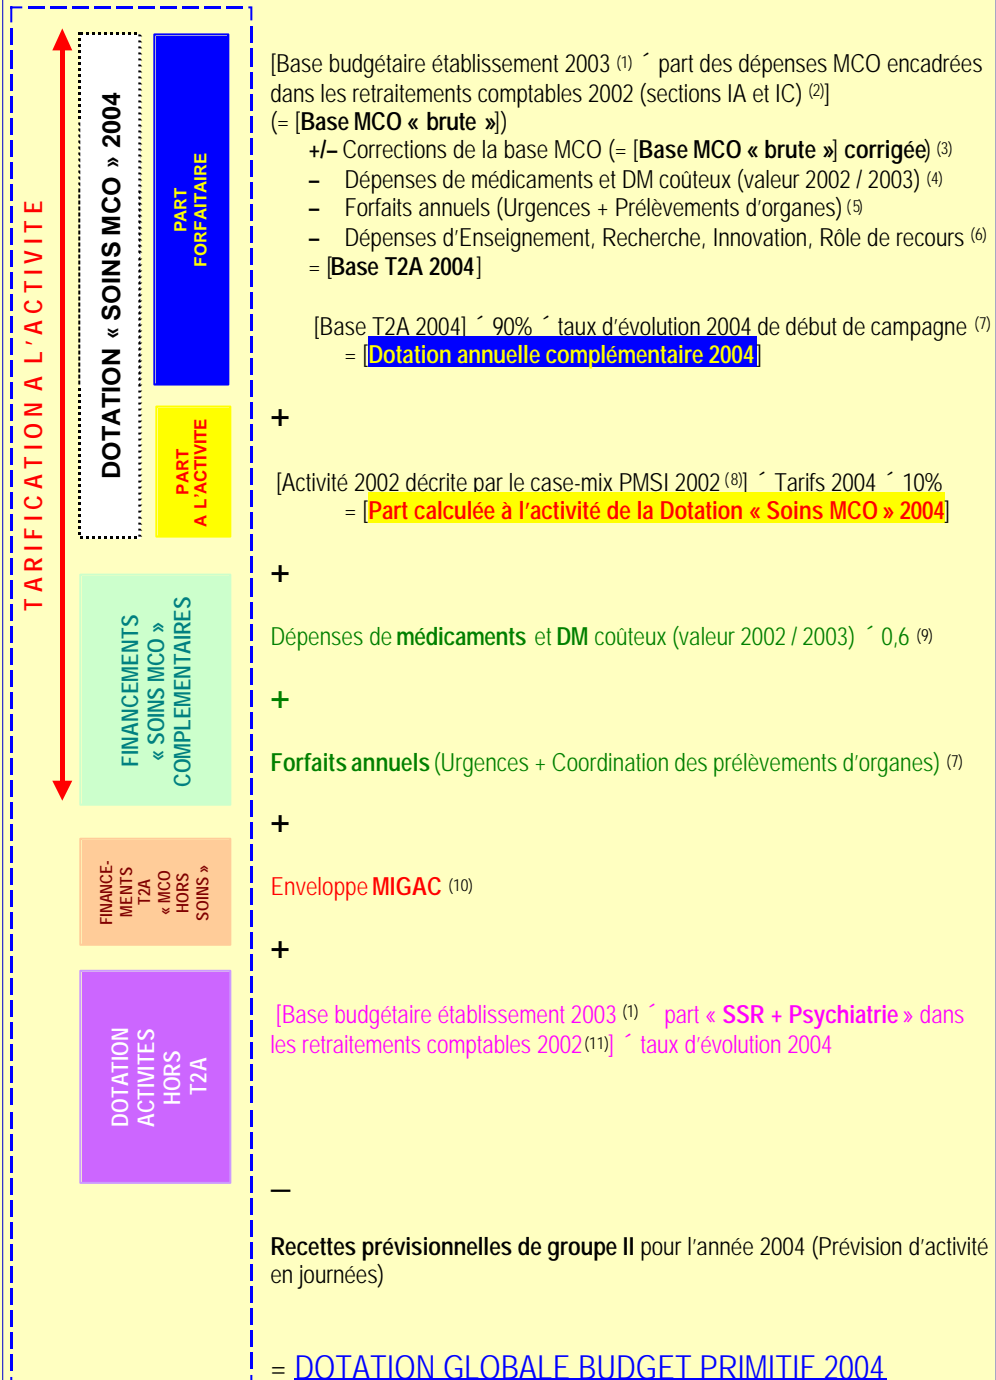 TARIFICATION A L'ACTIVITE
DOTATION « SOINS MCO » 2004
PART
FORFAITAIRE
[Base budgétaire établissement 2003 (1) ´ part des dépenses MCO encadrées
dans les retraitements comptables 2002 (sections IA et IC) (2)]
(= [Base MCO « brute »])
+/– Corrections de la base MCO (= [Base MCO « brute »] corrigée) (3)
– Dépenses de médicaments et DM coûteux (valeur 2002 / 2003) (4)
– Forfaits annuels (Urgences + Prélèvements d'organes) (5)
– Dépenses d'Enseignement, Recherche, Innovation, Rôle de recours (6)
= [Base T2A 2004]
[Base T2A 2004] ´ 90% ´ taux d'évolution 2004 de début de campagne (7)
= [Dotation annuelle complémentaire 2004]
+
PART
A L'ACTIVITE
[Activité 2002 décrite par le case-mix PMSI 2002 (8)] ´ Tarifs 2004 ´ 10%
= [Part calculée à l'activité de la Dotation « Soins MCO » 2004]
+
FINANCEMENTS
« SOINS MCO »
COMPLEMENTAIRES
Dépenses de médicaments et DM coûteux (valeur 2002 / 2003) ´ 0,6 (9)
+
Forfaits annuels (Urgences + Coordination des prélèvements d'organes) (7)
+
FINANCE-
MENTS
T2A
« MCO
HORS
SOINS »
Enveloppe MIGAC (10)
+
DOTATION
ACTIVITES
HORS
T2A
[Base budgétaire établissement 2003 (1) ´ part « SSR + Psychiatrie » dans
les retraitements comptables 2002 (11)] ´ taux d'évolution 2004
–
Recettes prévisionnelles de groupe II pour l'année 2004 (Prévision d'activité
en journées)
= DOTATION GLOBALE BUDGET PRIMITIF 2004